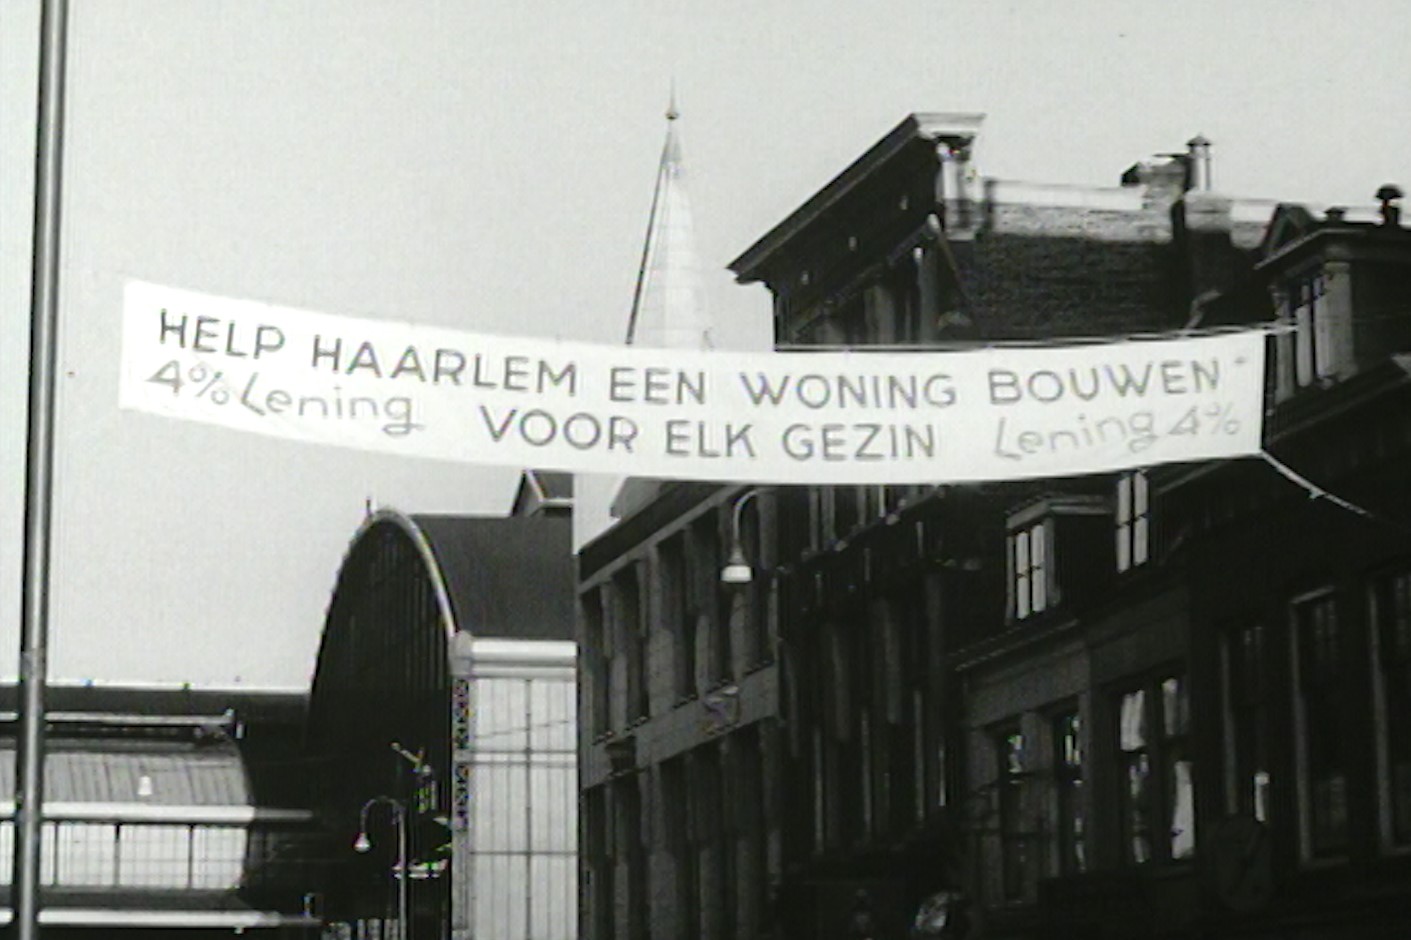 HELP HAARLEM EEN WONING BOUWEN
4% Lening VOOR ELK GEZIN Lening 4%